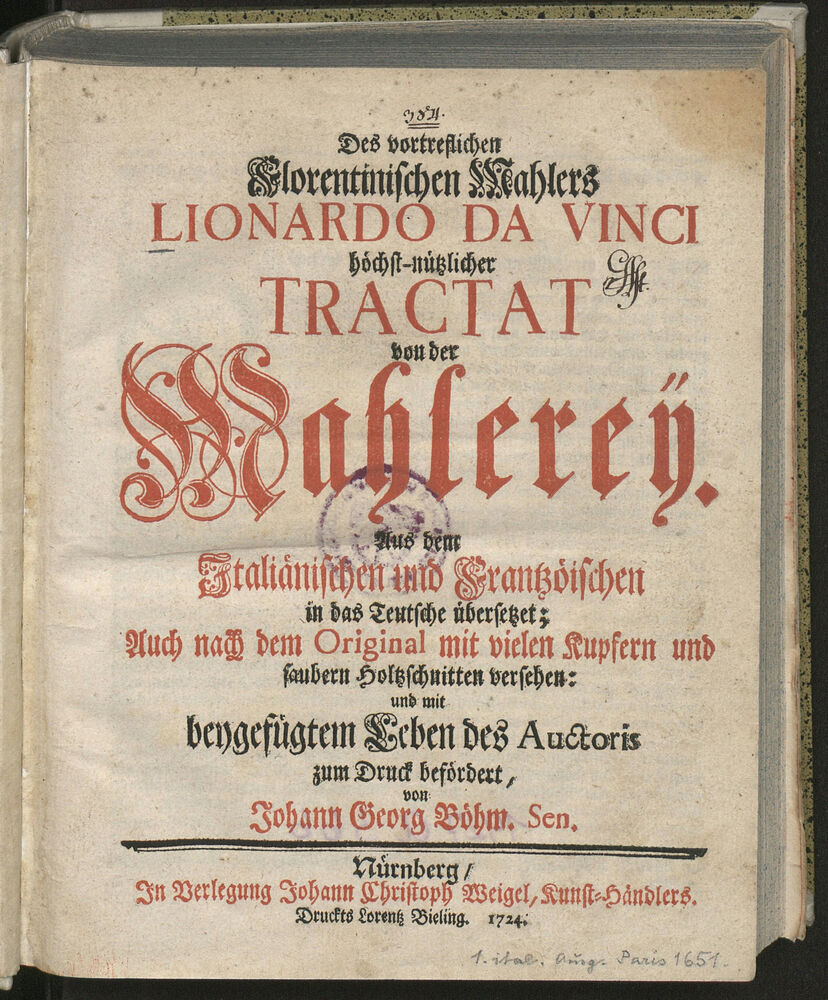 Des vortreflichen
Florentinischen Mahlers
LIONARDO DA VINCI
höchst-nützlicher
TRACTAT
von der
Mahlereÿ.
Aus dem
Italiänischen und Frantzöischen
in das Teutsche übersetzet;
Auch nach dem Original mit vielen Kupfern und
saubern Holtzschnitten versehen:
und mit
beygefügtem Leben des Auctoris
zum Druck befördert,
von
Johann Georg Böhm. Sen.
Nürnberg/
In Verlegung Johann Christoph Weigel, Kunst-Händlers.
Druckts Lorentz Bieling. 1724.
1. ital. Ausg. Paris 1651.